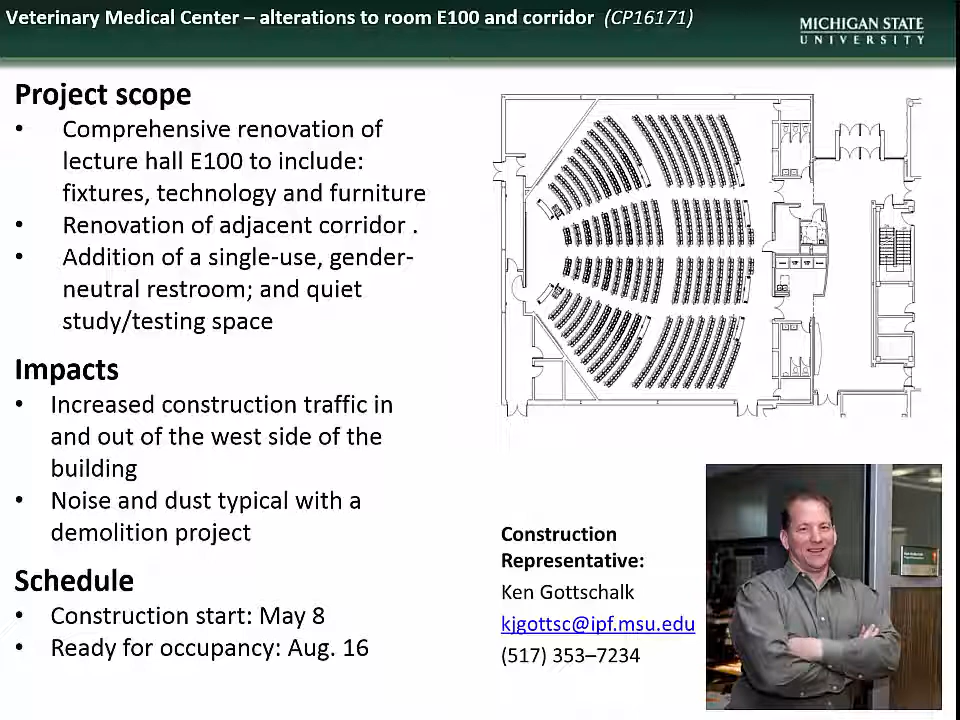 Veterinary Medical Center – alterations to room E100 and corridor (CP16171)
MICHIGAN STATE
UNIVERSITY
Project scope
• Comprehensive renovation of
lecture hall E100 to include:
fixtures, technology and furniture
• Renovation of adjacent corridor .
• Addition of a single-use, gender-
neutral restroom; and quiet
study/testing space
Impacts
• Increased construction traffic in
and out of the west side of the
building
• Noise and dust typical with a
demolition project
Schedule
• Construction start: May 8
• Ready for occupancy: Aug. 16
Construction
Representative:
Ken Gottschalk
kjgottsc@ipf.msu.edu
(517) 353–7234